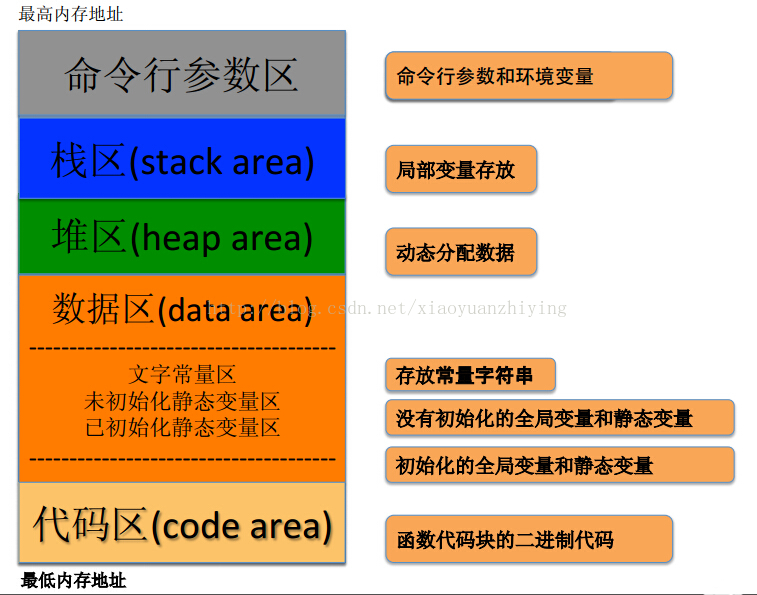 最高内存地址
命令行参数区
命令行参数和环境变量
栈区(stack area)
局部变量存放
堆区(heap area)
动态分配数据
数据区(data area)
http://blog.csdn.net/xiaoyuanzhiying
文字常量区
存放常量字符串
未初始化静态变量区
没有初始化的全局变量和静态变量
已初始化静态变量区
初始化的全局变量和静态变量
代码区(code area)
函数代码块的二进制代码
最低内存地址